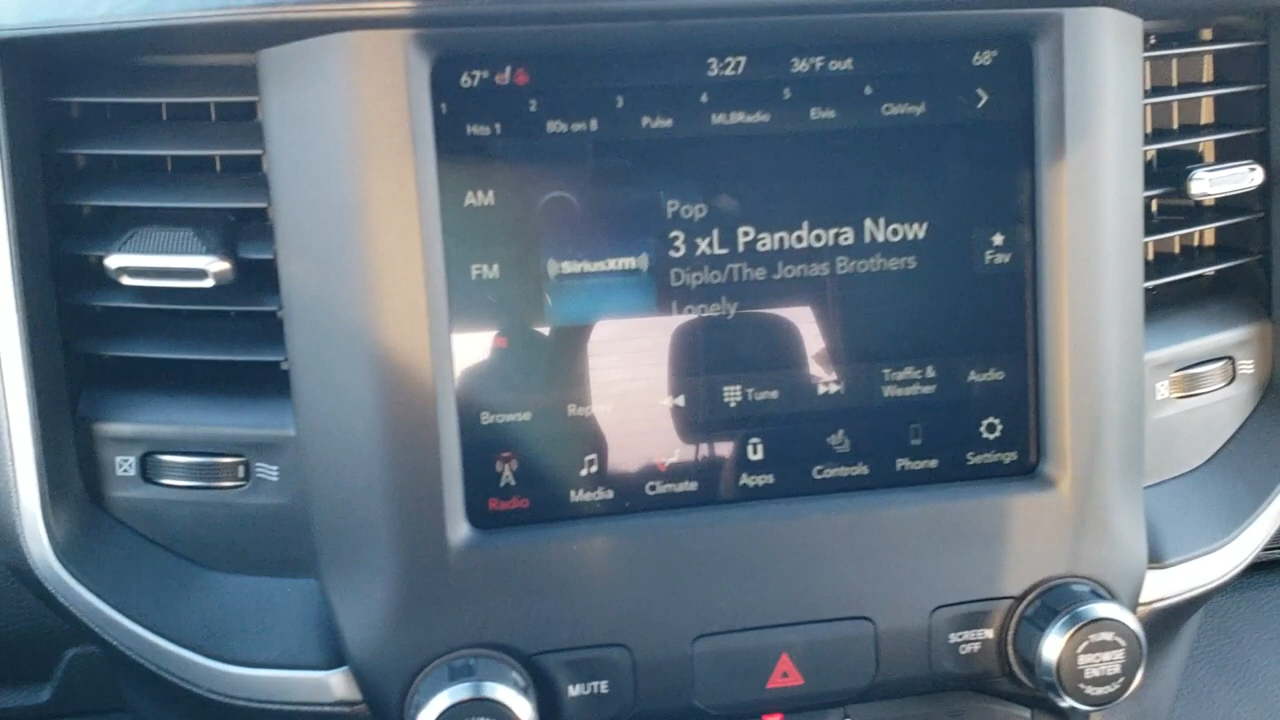 67° 3:27 36°F out 68°
1 2 3 4 5 6
Hits 1 80s on 8 Pulse MLBRadio Elvis ClsVinyl
AM
FM
((SiriusXM))
Pop
3 xL Pandora Now
Diplo/The Jonas Brothers
Lonely
Fav
Browse
Tune
Traffic &
Weather
Audio
Radio Media Climate Apps Controls Phone Settings
MUTE
SCREEN
OFF
TUNE
BROWSE
ENTER
SCROLL